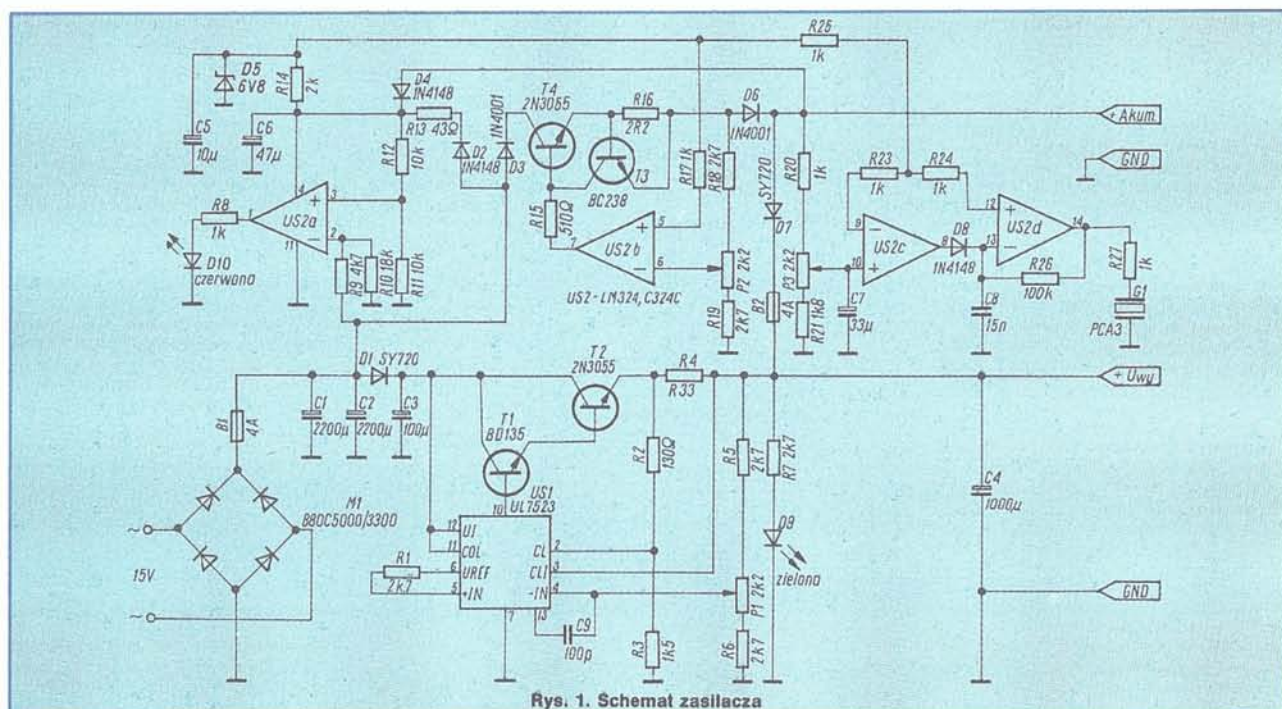 R25
1k
D5
6V8
R14
2k
D4
1N4148
R13 43Ω
1N4001
T4
2N3055
R16
2R2
D6
1N4001
+ Akum.
C5
10μ
C6
47μ
R12
10k
D2
1N4148
D3
T3
BC238
R17 1k
R18 2k7
SY720
D7
R20
1k
R23
1k
R24
1k
GND
R8
1k
1
4
US2a
+
-
3
2
11
R15
510Ω
7
US2b
5
6
+
-
9
10
-
+
US2c
8
D8
1N4148
12
13
+
-
US2d
14
D10
czerwona
R9 4k7
R10 18k
R11 10k
US2-LM324, C324C
P2 2k2
R19
2k7
B2
4A
P3 2k2
R21 1k8
C7
33μ
R26
100k
C8
15n
R27
1k
G1
PCA3
D1 SY720
T2
2N3055
R4
R33
+ Uwy
B1
4A
C1
2200μ
C2
2200μ
C3
100μ
T1
BD135
US1
UL7523
R2
130Ω
R5
2k7
R7 2k7
C4
1000μ
M1
B80C5000/3300
~
15V
~
10
12
UI
11
COL
6
UREF
5
+IN
CL
2
CLI
3
-IN
4
7
13
R1
2k7
C9
100p
R3
1k5
P1 2k2
R6
2k7
D9
zielona
GND
Rys. 1. Schemat zasilacza